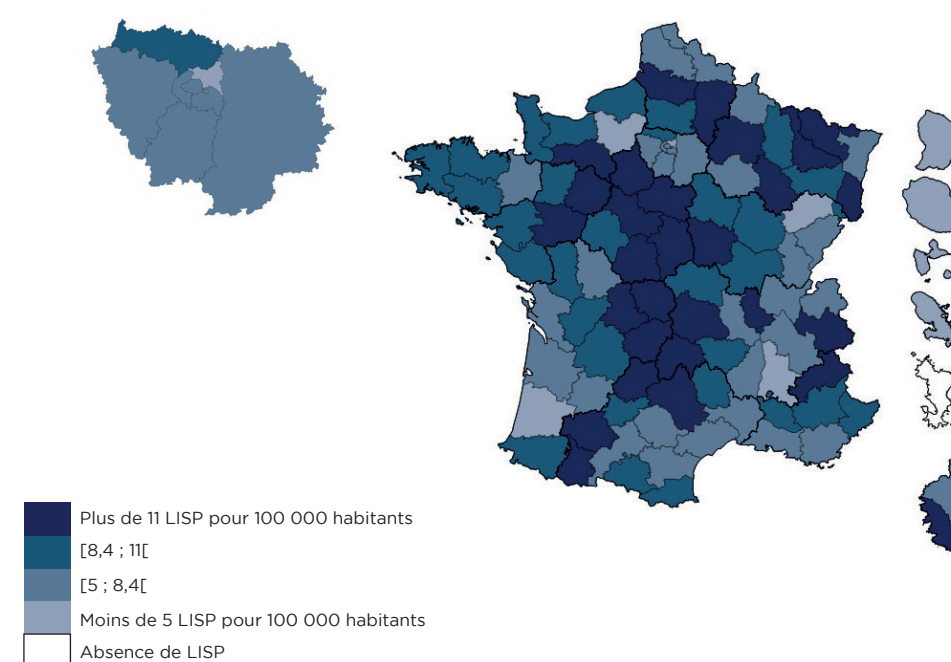 Plus de 11 LISP pour 100 000 habitants
[8,4 ; 11[
[5 ; 8,4[
Moins de 5 LISP pour 100 000 habitants
Absence de LISP